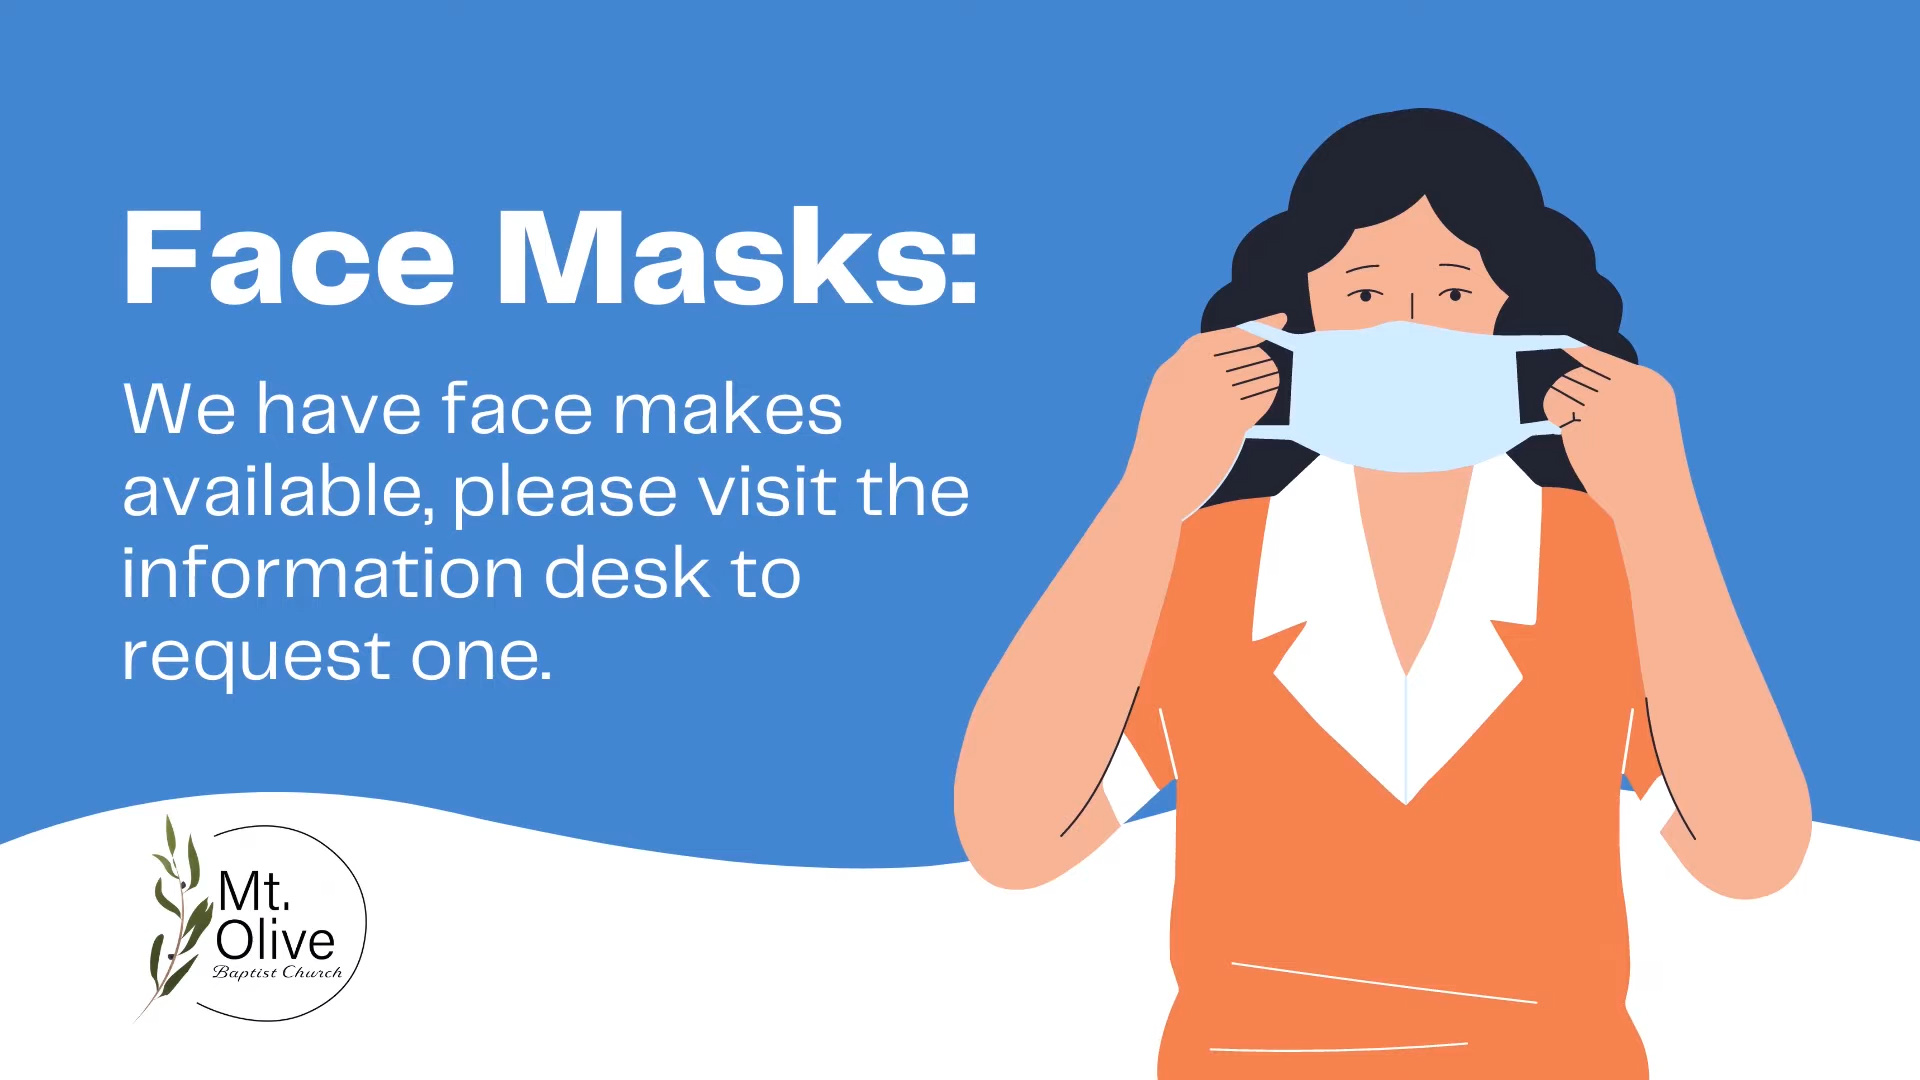 Face Masks:
We have face makes
available, please visit the
information desk to
request one.
Mt.
Olive
Baptist Church